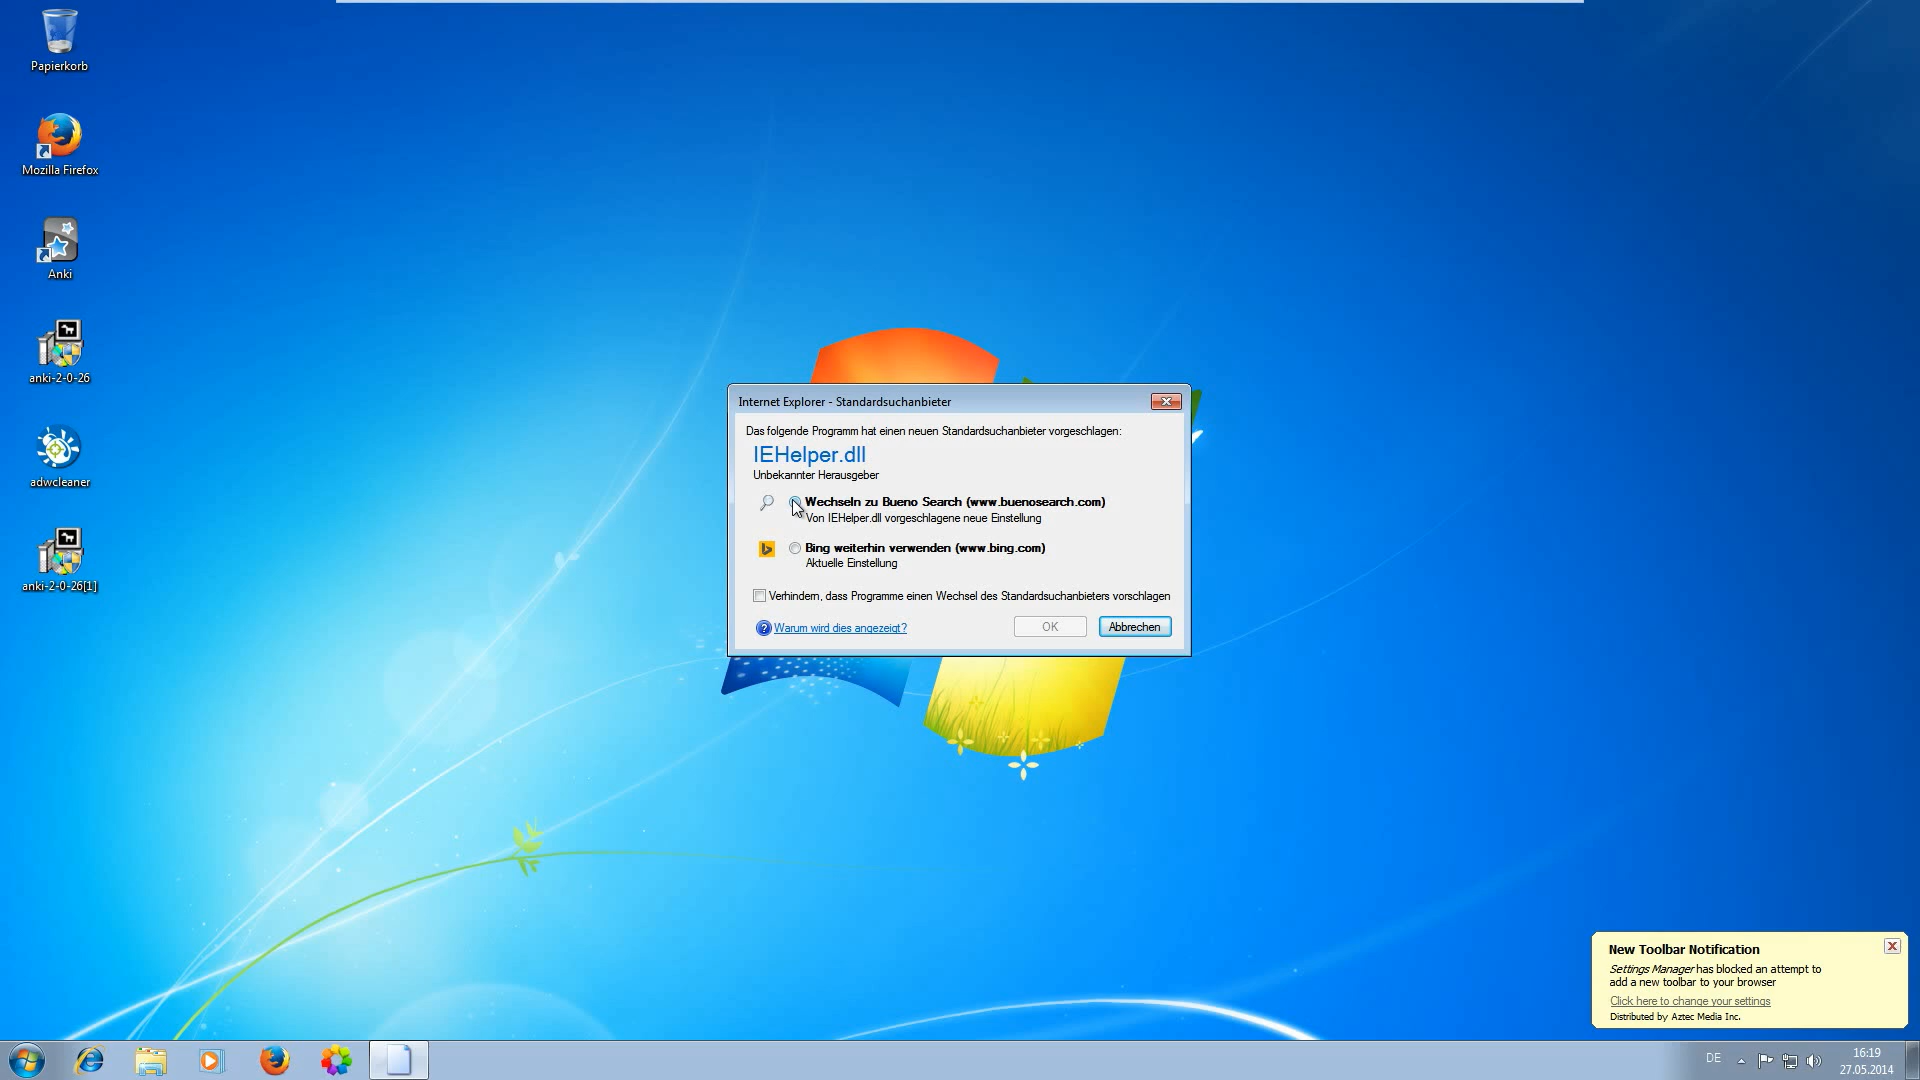 Papierkorb
Mozilla Firefox
Anki
anki-2-0-26
adwcleaner
anki-2-0-26[1]
Internet Explorer - Standardsuchanbieter
Das folgende Programm hat einen neuen Standardsuchanbieter vorgeschlagen:
IEHelper.dll
Unbekannter Herausgeber
Wechseln zu Bueno Search (www.buenosearch.com)
Von IEHelper.dll vorgeschlagene neue Einstellung
Bing weiterhin verwenden (www.bing.com)
Aktuelle Einstellung
Verhindern, dass Programme einen Wechsel des Standardsuchanbieters vorschlagen
Warum wird dies angezeigt?
OK
Abbrechen
New Toolbar Notification
Settings Manager has blocked an attempt to
add a new toolbar to your browser
Click here to change your settings
Distributed by Aztec Media Inc.
DE
16:19
27.05.2014